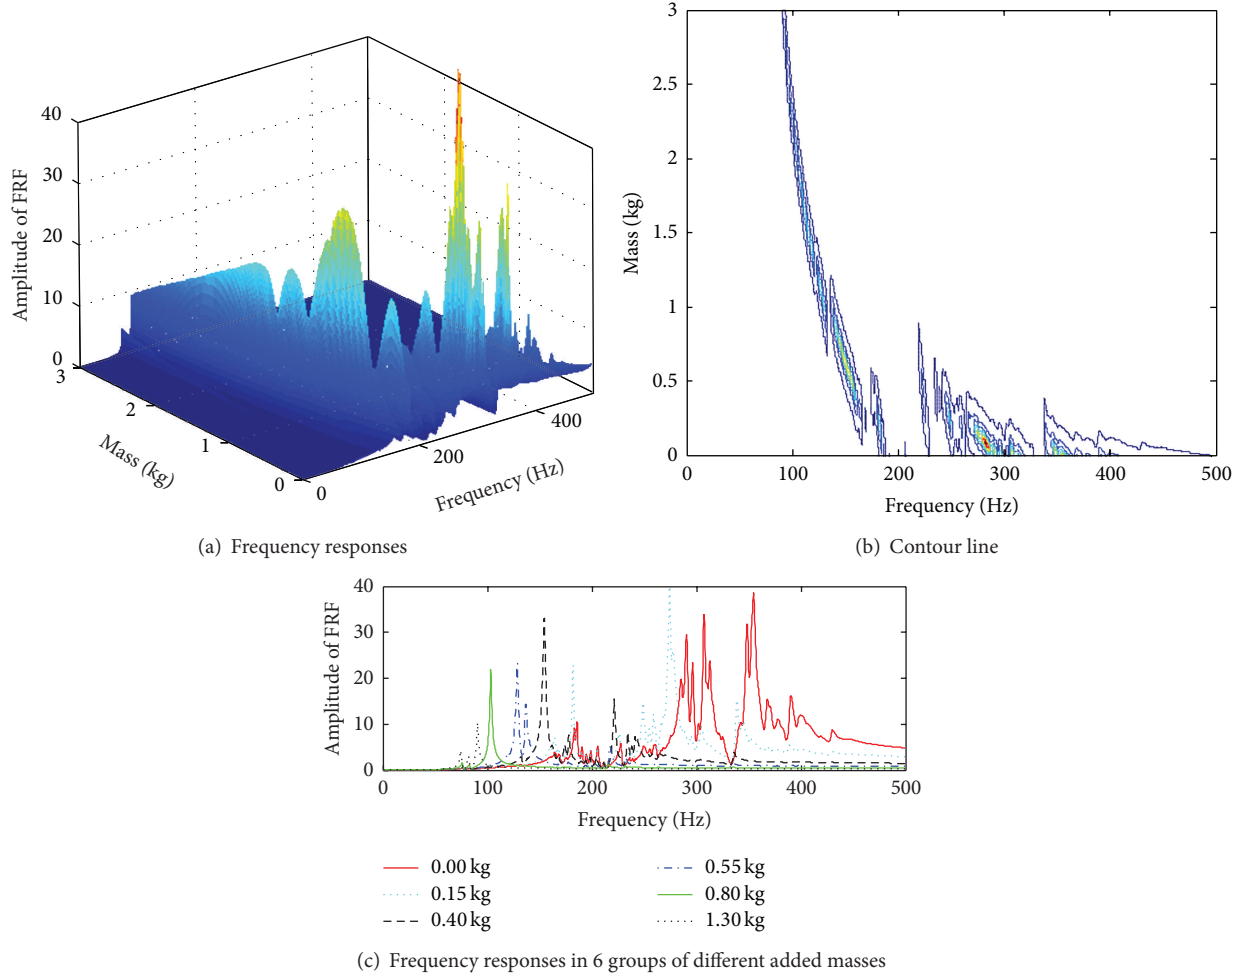 40
30
20
10
0
Amplitude of FRF
3
2
1
0
Mass (kg)
0
200
400
Frequency (Hz)
(a) Frequency responses
3
2.5
2
1.5
1
0.5
0
Mass (kg)
0 100 200 300 400 500
Frequency (Hz)
(b) Contour line
40
30
20
10
0
Amplitude of FRF
0 100 200 300 400 500
Frequency (Hz)
0.00 kg
0.15 kg
0.40 kg
0.55 kg
0.80 kg
1.30 kg
(c) Frequency responses in 6 groups of different added masses